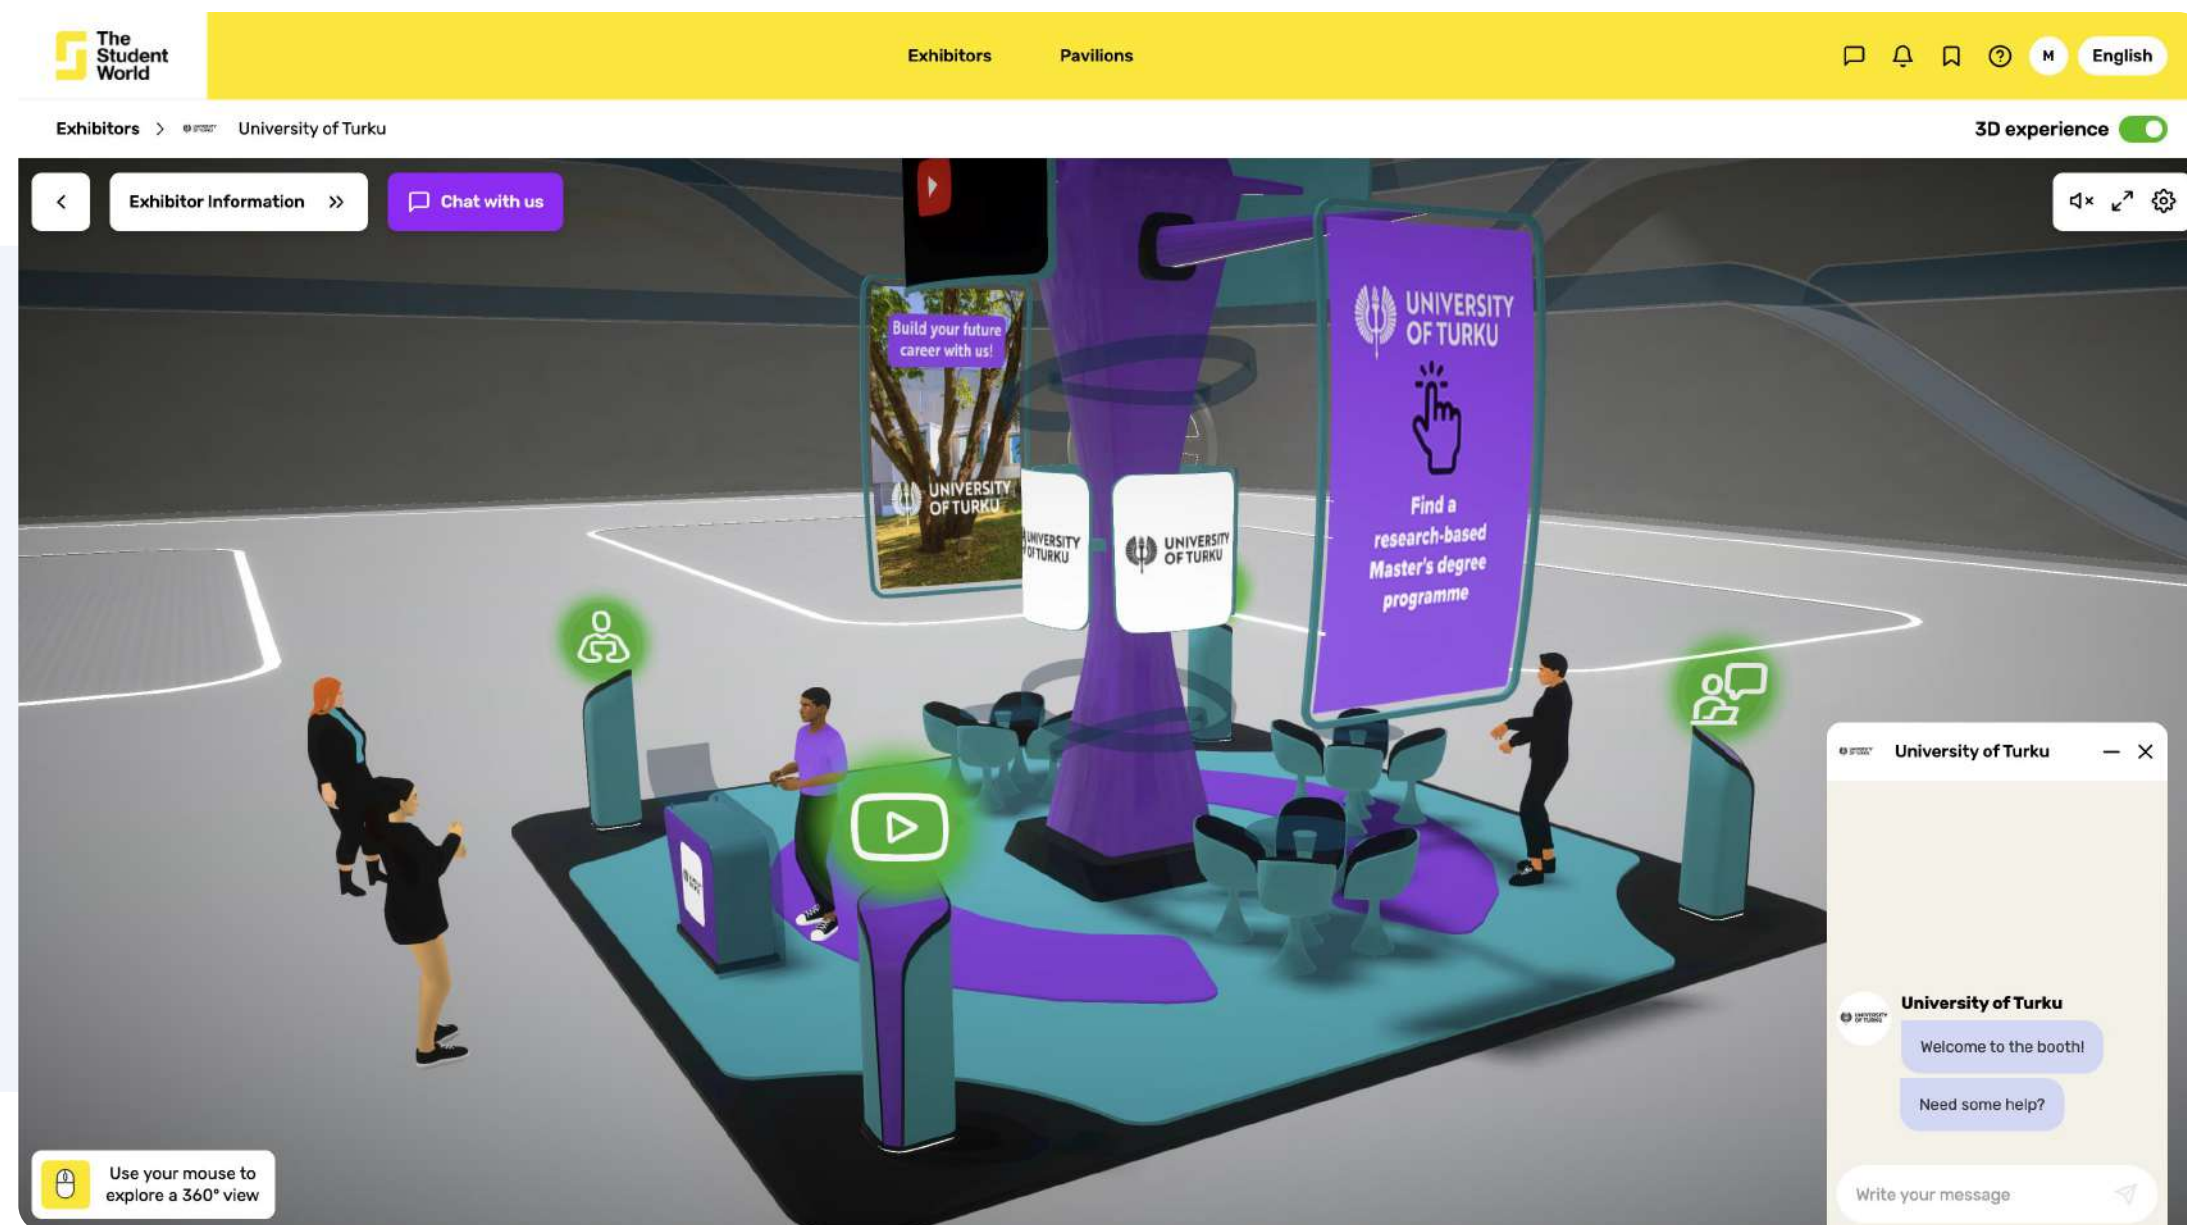 The
Student
World
Exhibitors
Pavilions
M
English
Exhibitors
University of Turku
3D experience
Exhibitor Information
Chat with us
Build your future
career with us!
UNIVERSITY
OF TURKU
UNIVERSITY
OF TURKU
UNIVERSITY
OF TURKU
UNIVERSITY
OF TURKU
Find a
research-based
Master's degree
programme
University of Turku
University of Turku
UNIVERSITY
OF TURKU
Welcome to the booth!
Need some help?
Write your message
Use your mouse to
explore a 360° view